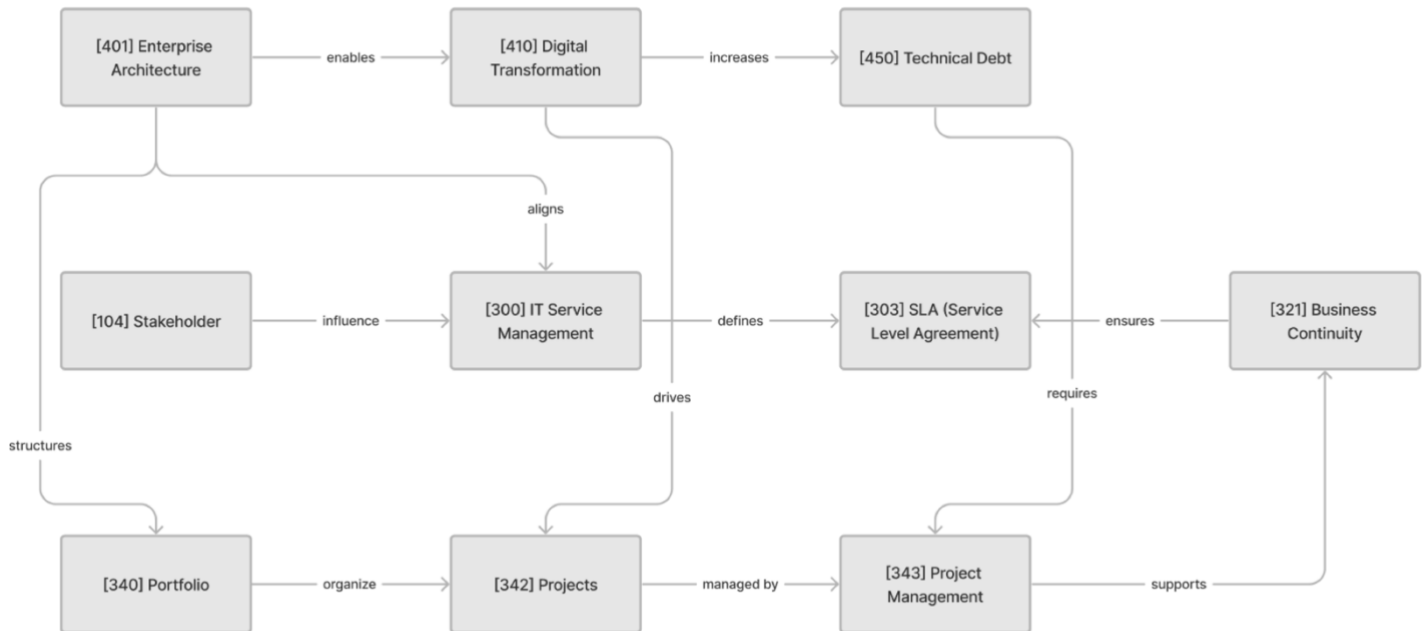 [401] Enterprise
Architecture
enables
[410] Digital
Transformation
increases
[450] Technical Debt
aligns
[104] Stakeholder
influence
[300] IT Service
Management
defines
[303] SLA (Service
Level Agreement)
ensures
[321] Business
Continuity
drives
requires
structures
[340] Portfolio
organize
[342] Projects
managed by
[343] Project
Management
supports